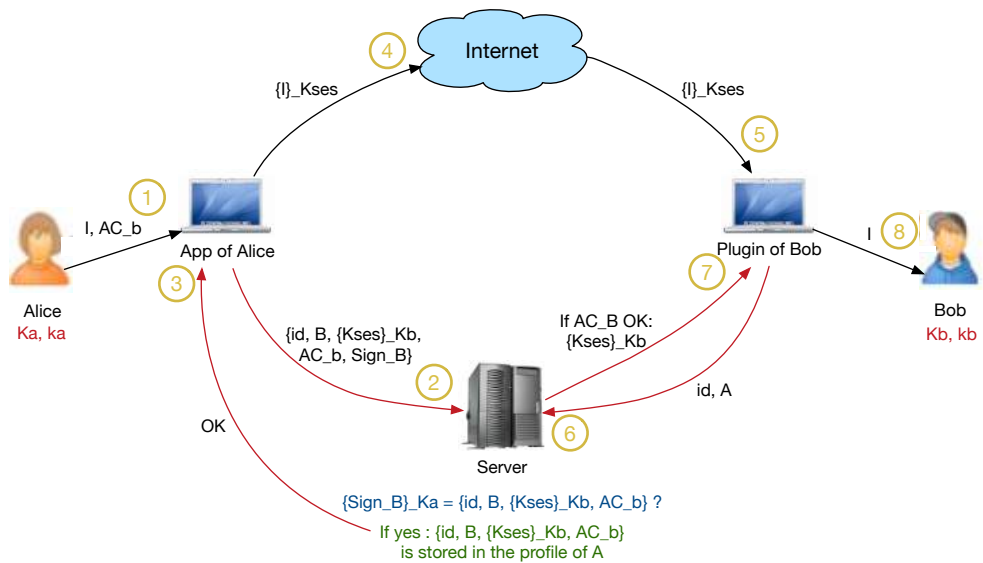 Internet
4
{I}_Kses
{I}_Kses
5
1
I, AC_b
App of Alice
Plugin of Bob
I
8
3
7
Alice
Ka, ka
Bob
Kb, kb
{id, B, {Kses}_Kb,
AC_b, Sign_B}
If AC_B OK:
{Kses}_Kb
2
id, A
6
OK
Server
{Sign_B}_Ka = {id, B, {Kses}_Kb, AC_b} ?
If yes : {id, B, {Kses}_Kb, AC_b}
is stored in the profile of A